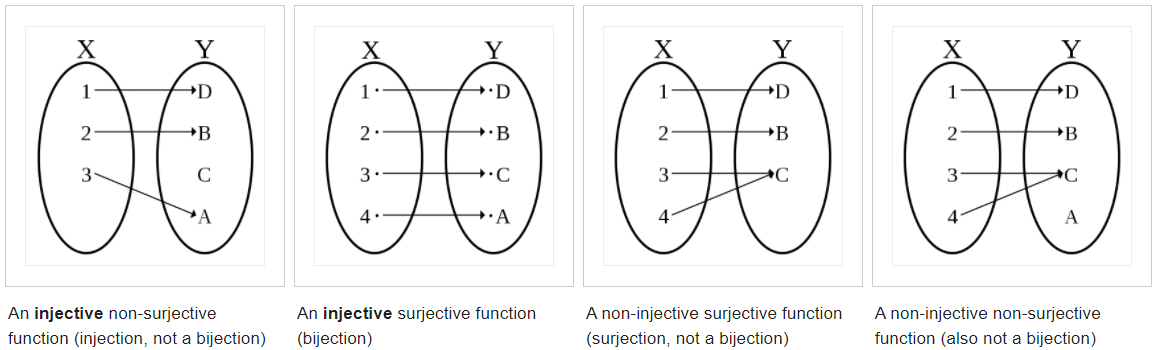 X Y
1 D
2 B
3 C
A
An injective non-surjective
function (injection, not a bijection)
X Y
1 D
2 B
3 C
4 A
An injective surjective function
(bijection)
X Y
1 D
2 B
3 C
4
A non-injective surjective function
(surjection, not a bijection)
X Y
1 D
2 B
3 C
4 A
A non-injective non-surjective
function (also not a bijection)